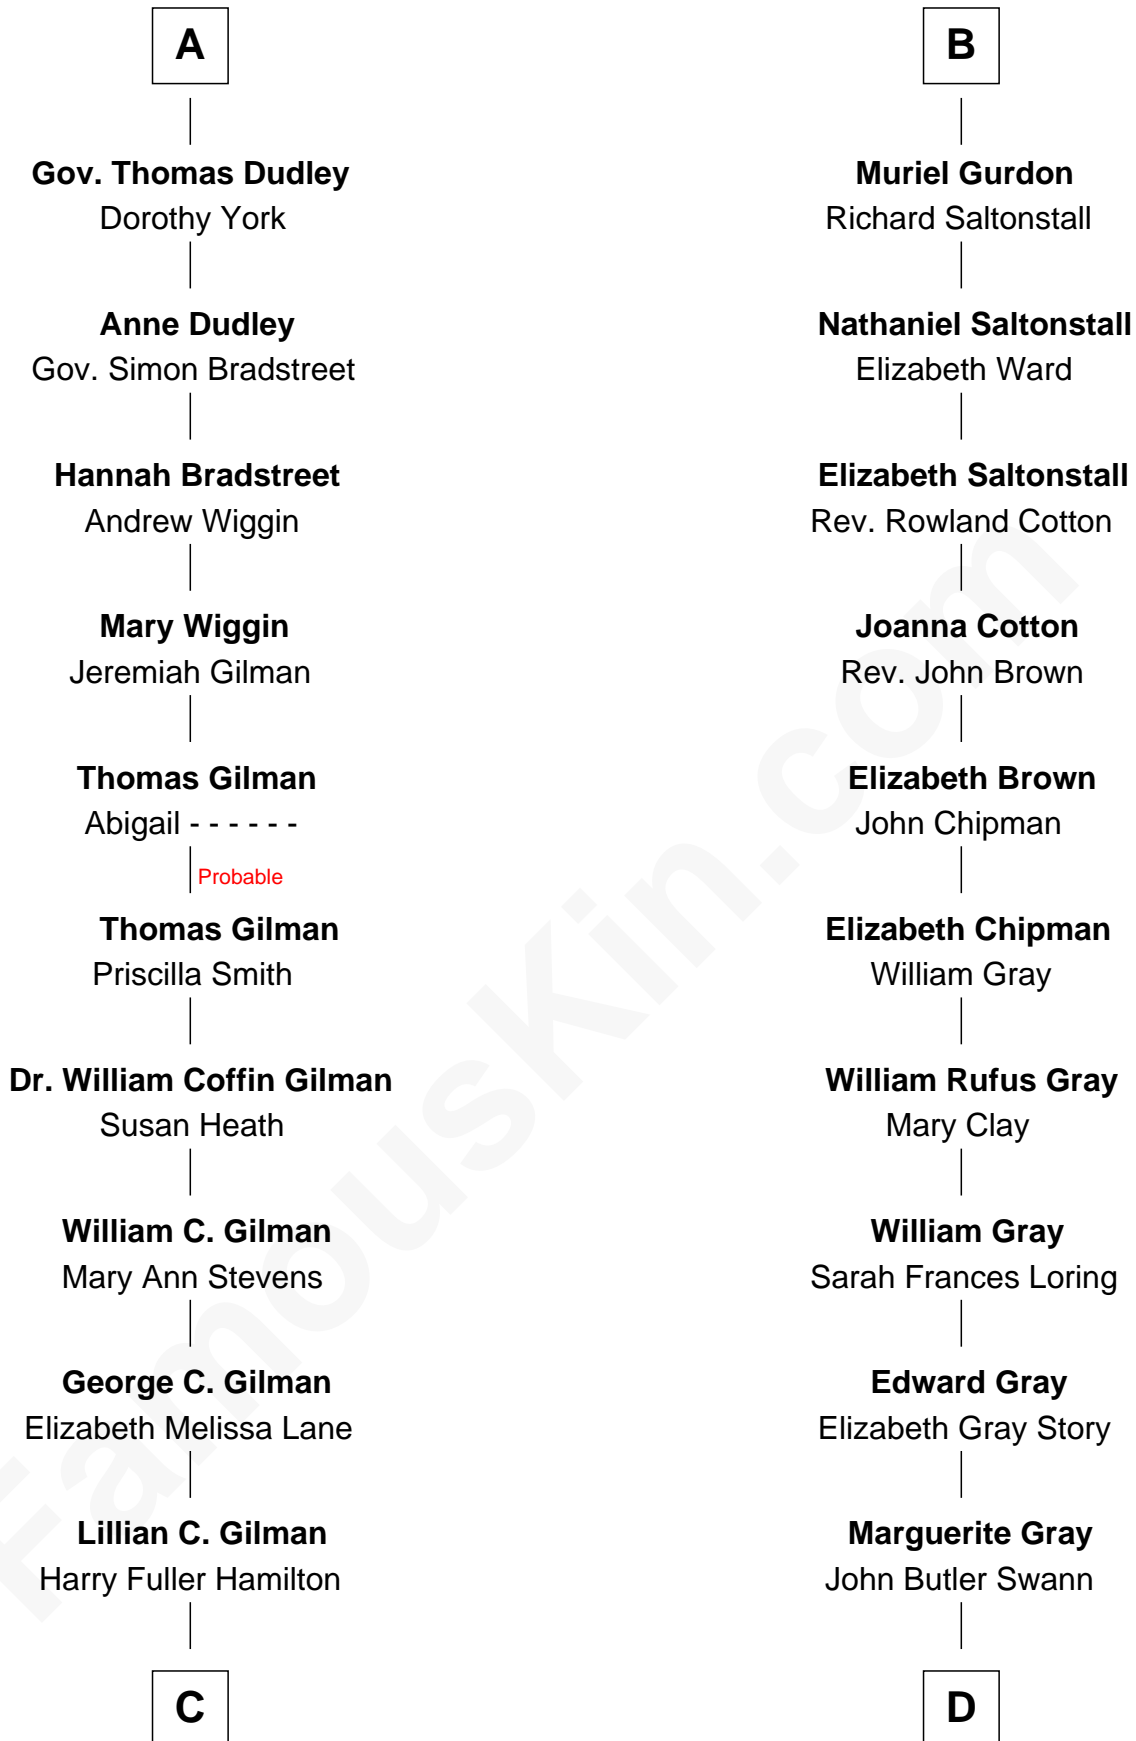 A
Gov. Thomas Dudley
Dorothy York
Anne Dudley
Gov. Simon Bradstreet
Hannah Bradstreet
Andrew Wiggin
Mary Wiggin
Jeremiah Gilman
Thomas Gilman
Abigail - - - - - -
Probable
Thomas Gilman
Priscilla Smith
Dr. William Coffin Gilman
Susan Heath
William C. Gilman
Mary Ann Stevens
George C. Gilman
Elizabeth Melissa Lane
Lillian C. Gilman
Harry Fuller Hamilton
C
B
Muriel Gurdon
Richard Saltonstall
Nathaniel Saltonstall
Elizabeth Ward
Elizabeth Saltonstall
Rev. Rowland Cotton
Joanna Cotton
Rev. John Brown
Elizabeth Brown
John Chipman
Elizabeth Chipman
William Gray
William Rufus Gray
Mary Clay
William Gray
Sarah Frances Loring
Edward Gray
Elizabeth Gray Story
Marguerite Gray
John Butler Swann
D
FamousKin.com